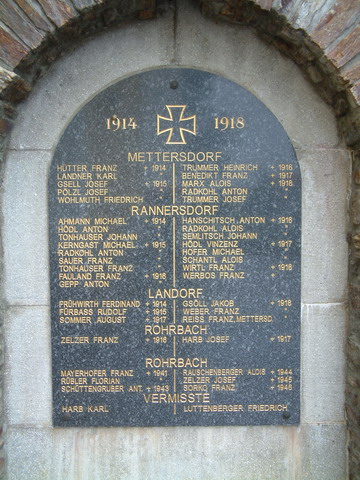 1914 1918
METTERSDORF
HÜTTER FRANZ + 1914 TRUMMER HEINRICH + 1916
LANDNER KARL " BENEDIKT FRANZ + 1917
GSELL JOSEF + 1915 MARX ALOIS + 1918
PÖLZL JOSEF " RADKOHL ANTON "
WOHLMUTH FRIEDRICH " TRUMMER JOSEF "
RANNERSDORF
AHMANN MICHAEL + 1914 HANSCHITSCH ANTON + 1916
HÖDL ANTON " RADKOHL ALOIS "
TONHAUSER JOHANN " SEMLITSCH JOHANN "
KERNGAST MICHAEL + 1915 HÖDL VINZENZ + 1917
RADKOHL ANTON " HOFER MICHAEL "
SAUER FRANZ " SCHANTL ALOIS "
TONHAUSER FRANZ " WIRTL FRANZ + 1918
FAULAND FRANZ + 1916 WERBOS FRANZ "
GEPP ANTON "
LANDORF
FRÜHWIRTH FERDINAND + 1914 GSÖLL JAKOB + 1918
FÜRBASS RUDOLF + 1915 WEBER FRANZ "
SOMMER AUGUST + 1917 REISS FRANZ, METTERSD. "
ROHRBACH
ZELZER FRANZ + 1916 HARB JOSEF + 1917
ROHRBACH
MAYERHOFER FRANZ + 1941 RAUSCHENBERGER ALOIS + 1944
RÜBLER FLORIAN " ZELZER JOSEF + 1945
SCHÜTTENGRUBER ANT. + 1943 SORKO FRANZ + 1946
VERMISSTE
HARB KARL LUTTENBERGER FRIEDRICH